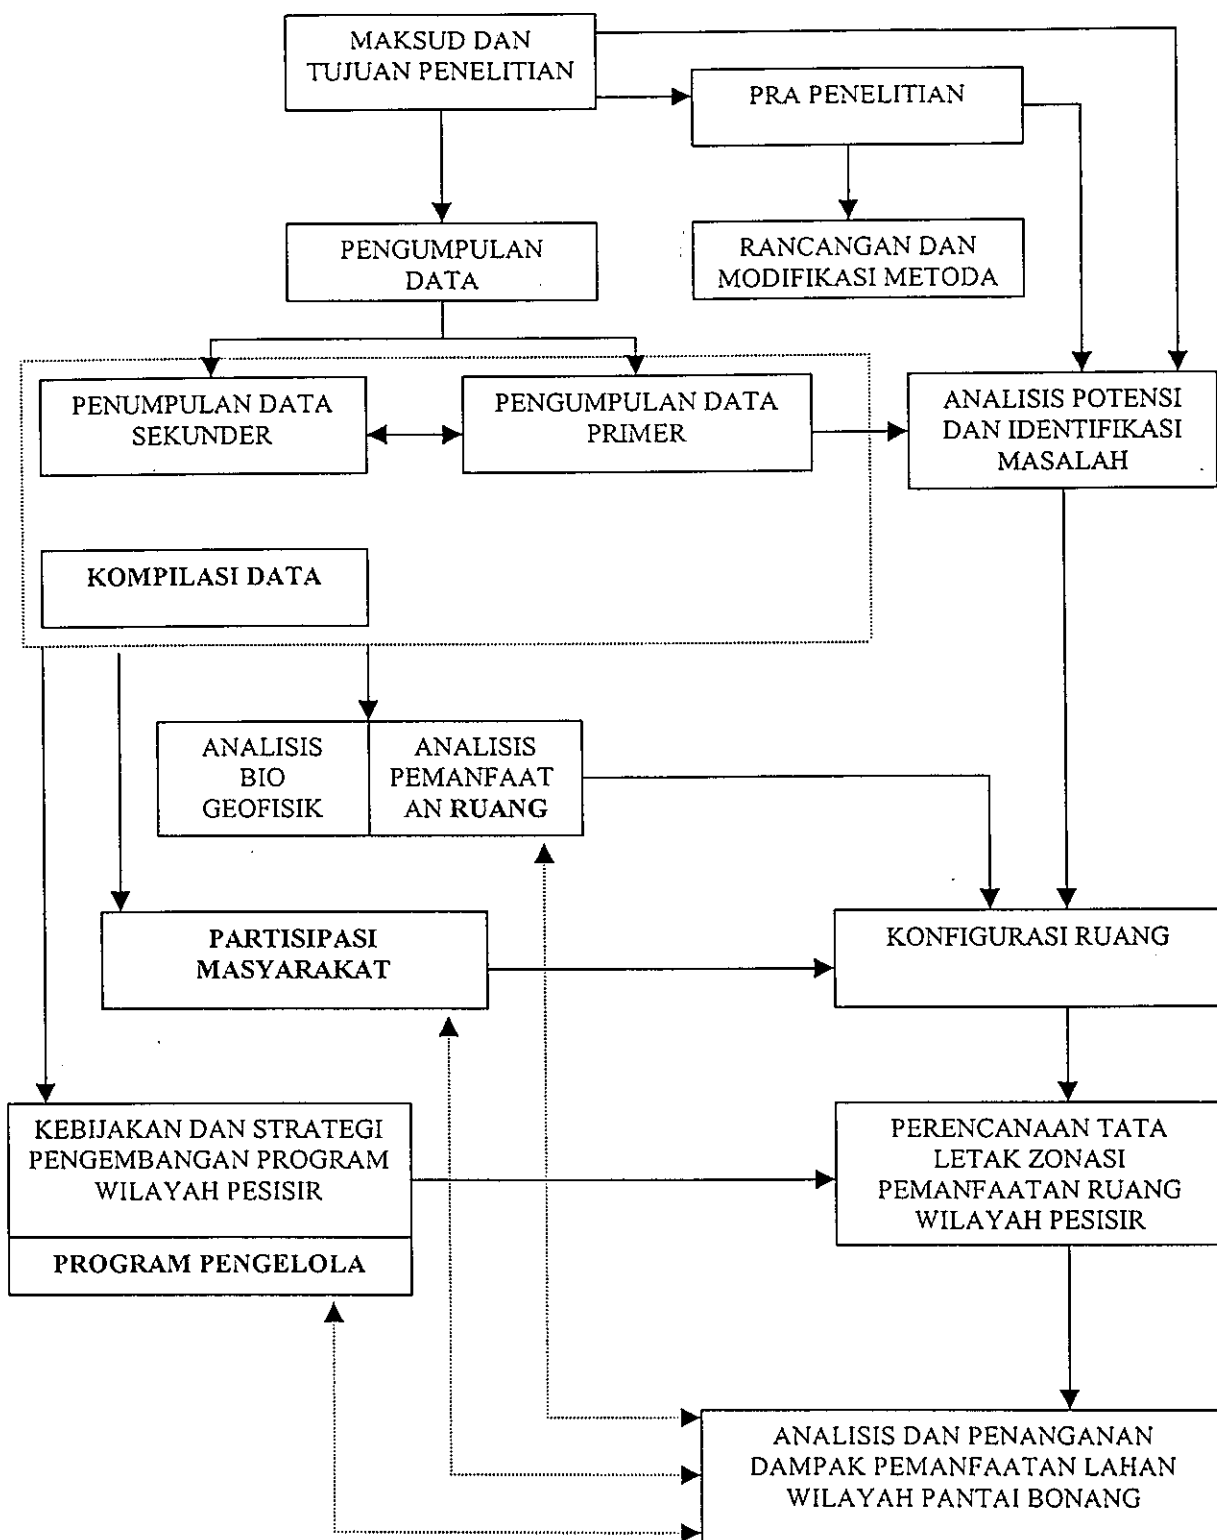 MAKSUD DAN
TUJUAN PENELITIAN
PRA PENELITIAN
PENGUMPULAN
DATA
RANCANGAN DAN
MODIFIKASI METODA
PENUMPULAN DATA
SEKUNDER
PENGUMPULAN DATA
PRIMER
ANALISIS POTENSI
DAN IDENTIFIKASI
MASALAH
KOMPILASI DATA
ANALISIS
BIO
GEOFISIK
ANALISIS
PEMANFAAT
AN RUANG
PARTISIPASI
MASYARAKAT
KONFIGURASI RUANG
KEBIJAKAN DAN STRATEGI
PENGEMBANGAN PROGRAM
WILAYAH PESISIR
PROGRAM PENGELOLA
PERENCANAAN TATA
LETAK ZONASI
PEMANFAATAN RUANG
WILAYAH PESISIR
ANALISIS DAN PENANGANAN
DAMPAK PEMANFAATAN LAHAN
WILAYAH PANTAI BONANG